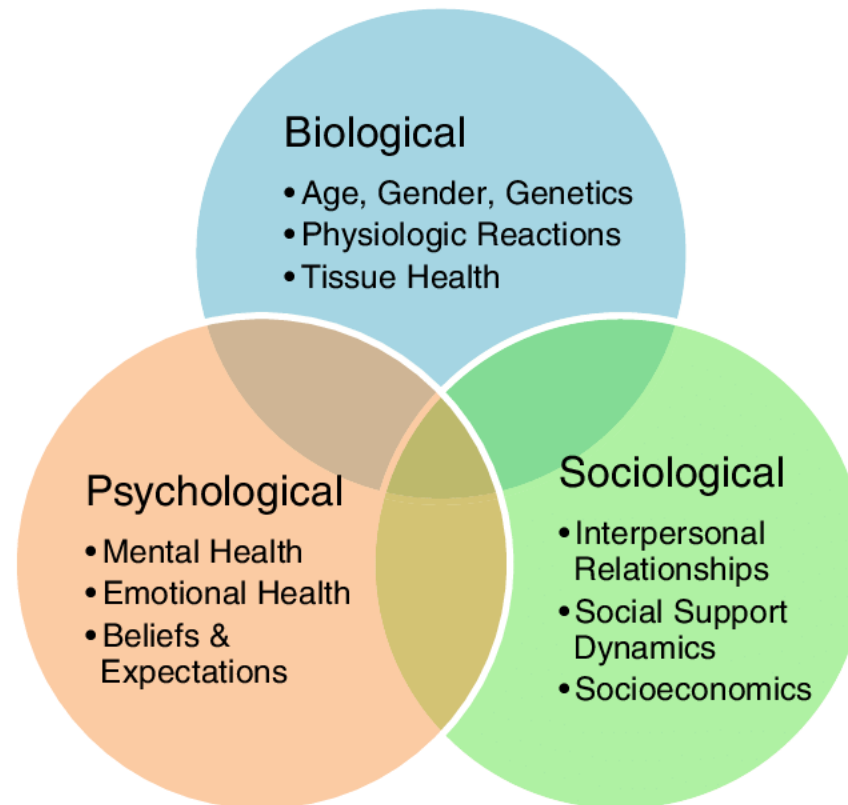 Biological
• Age, Gender, Genetics
• Physiologic Reactions
• Tissue Health
Psychological
• Mental Health
• Emotional Health
• Beliefs &
Expectations
Sociological
• Interpersonal
Relationships
• Social Support
Dynamics
• Socioeconomics